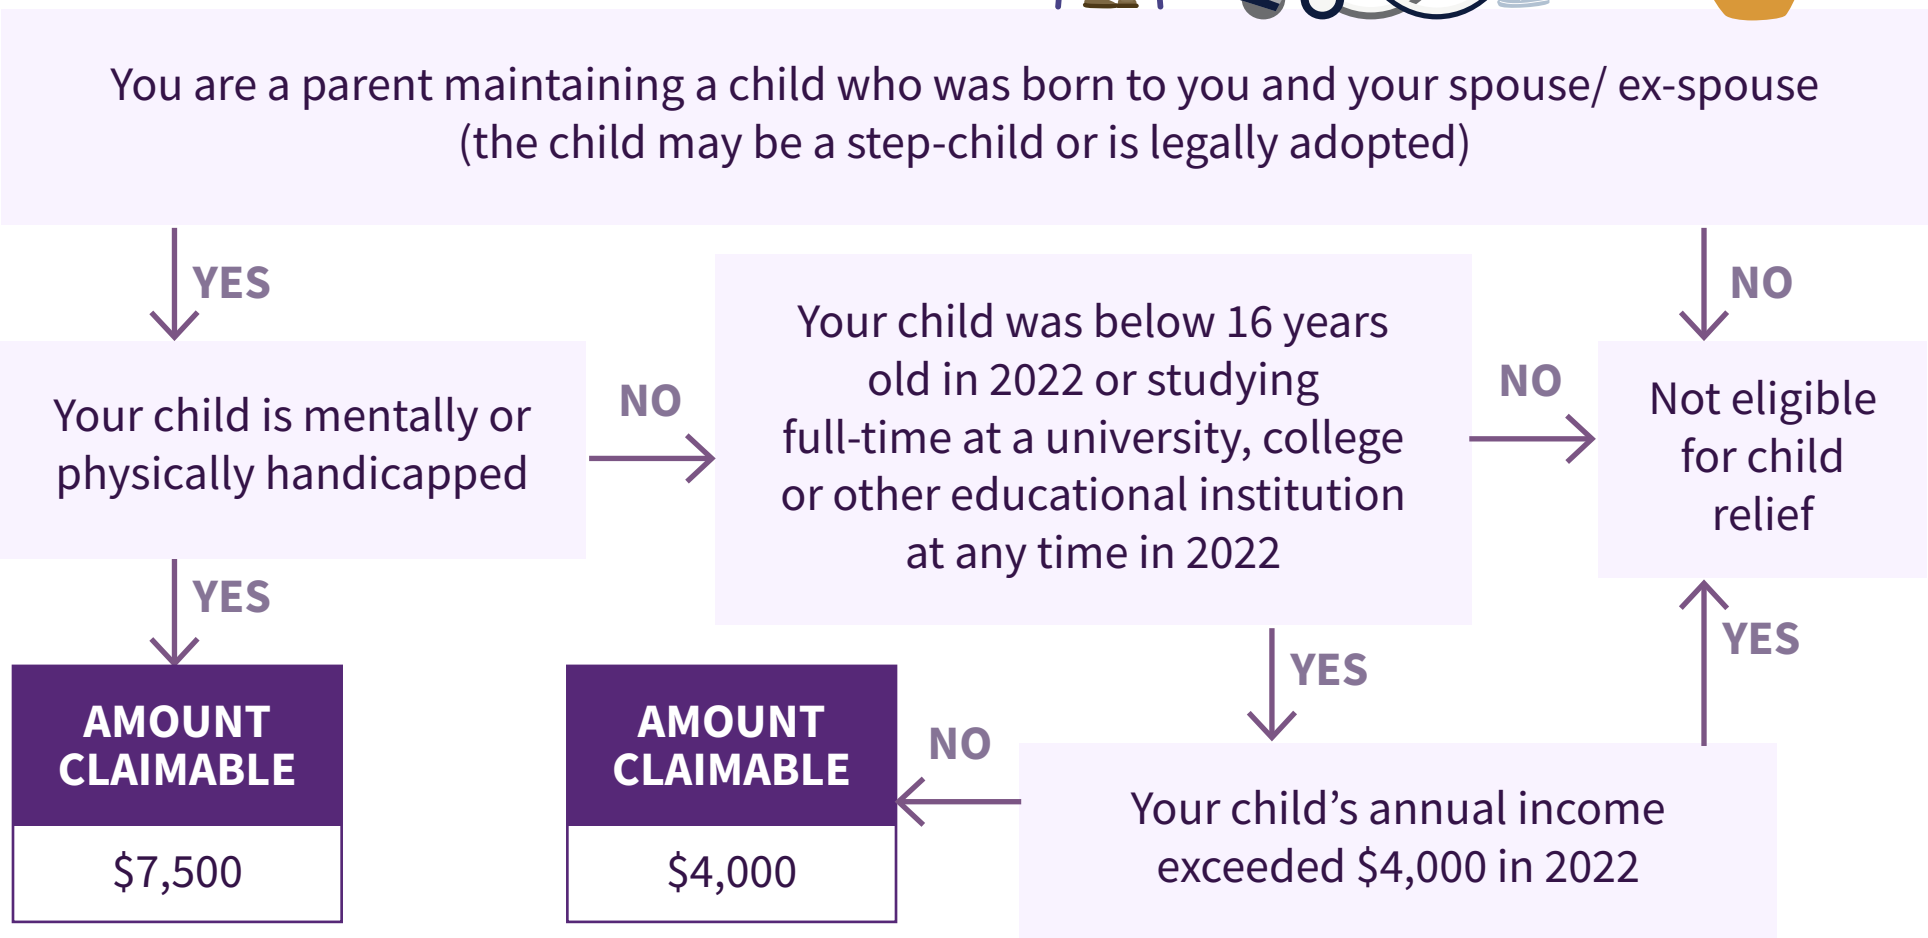 You are a parent maintaining a child who was born to you and your spouse/ ex-spouse
(the child may be a step-child or is legally adopted)
YES
NO
Your child is mentally or
physically handicapped
NO
Your child was below 16 years
old in 2022 or studying
full-time at a university, college
or other educational institution
at any time in 2022
NO
Not eligible
for child
relief
YES
YES
YES
AMOUNT
CLAIMABLE
$7,500
AMOUNT
CLAIMABLE
$4,000
NO
Your child’s annual income
exceeded $4,000 in 2022